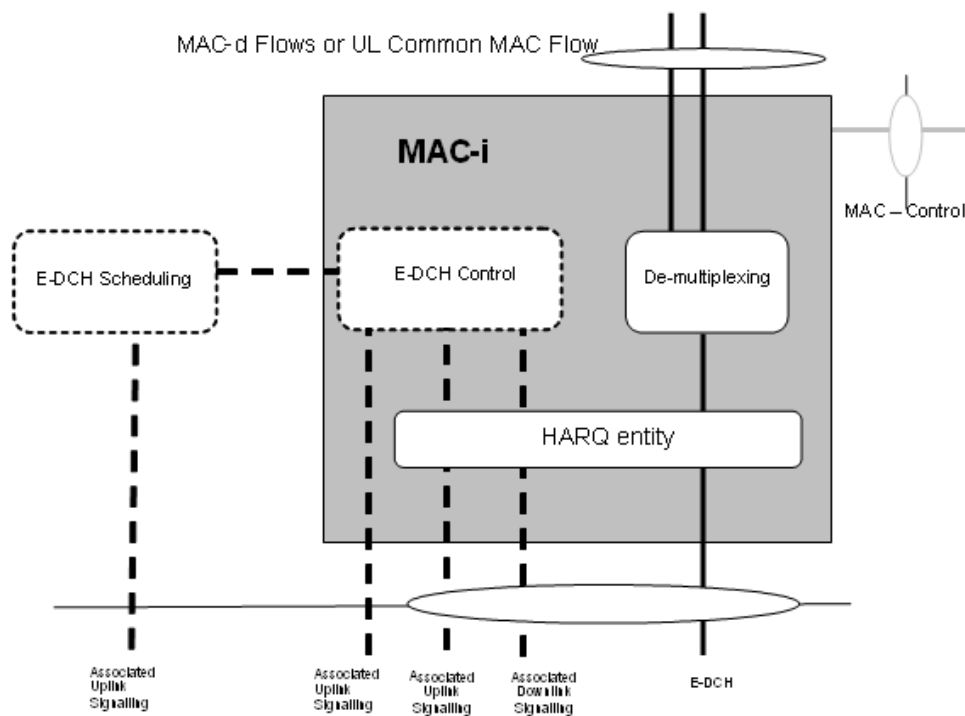 MAC-d Flows or UL Common MAC Flow
MAC-i
MAC – Control
E-DCH Scheduling
E-DCH Control
De-multiplexing
HARQ entity
Associated
Uplink
Signalling
Associated
Uplink
Signalling
Associated
Uplink
Signalling
Associated
Downlink
Signalling
E-DCH